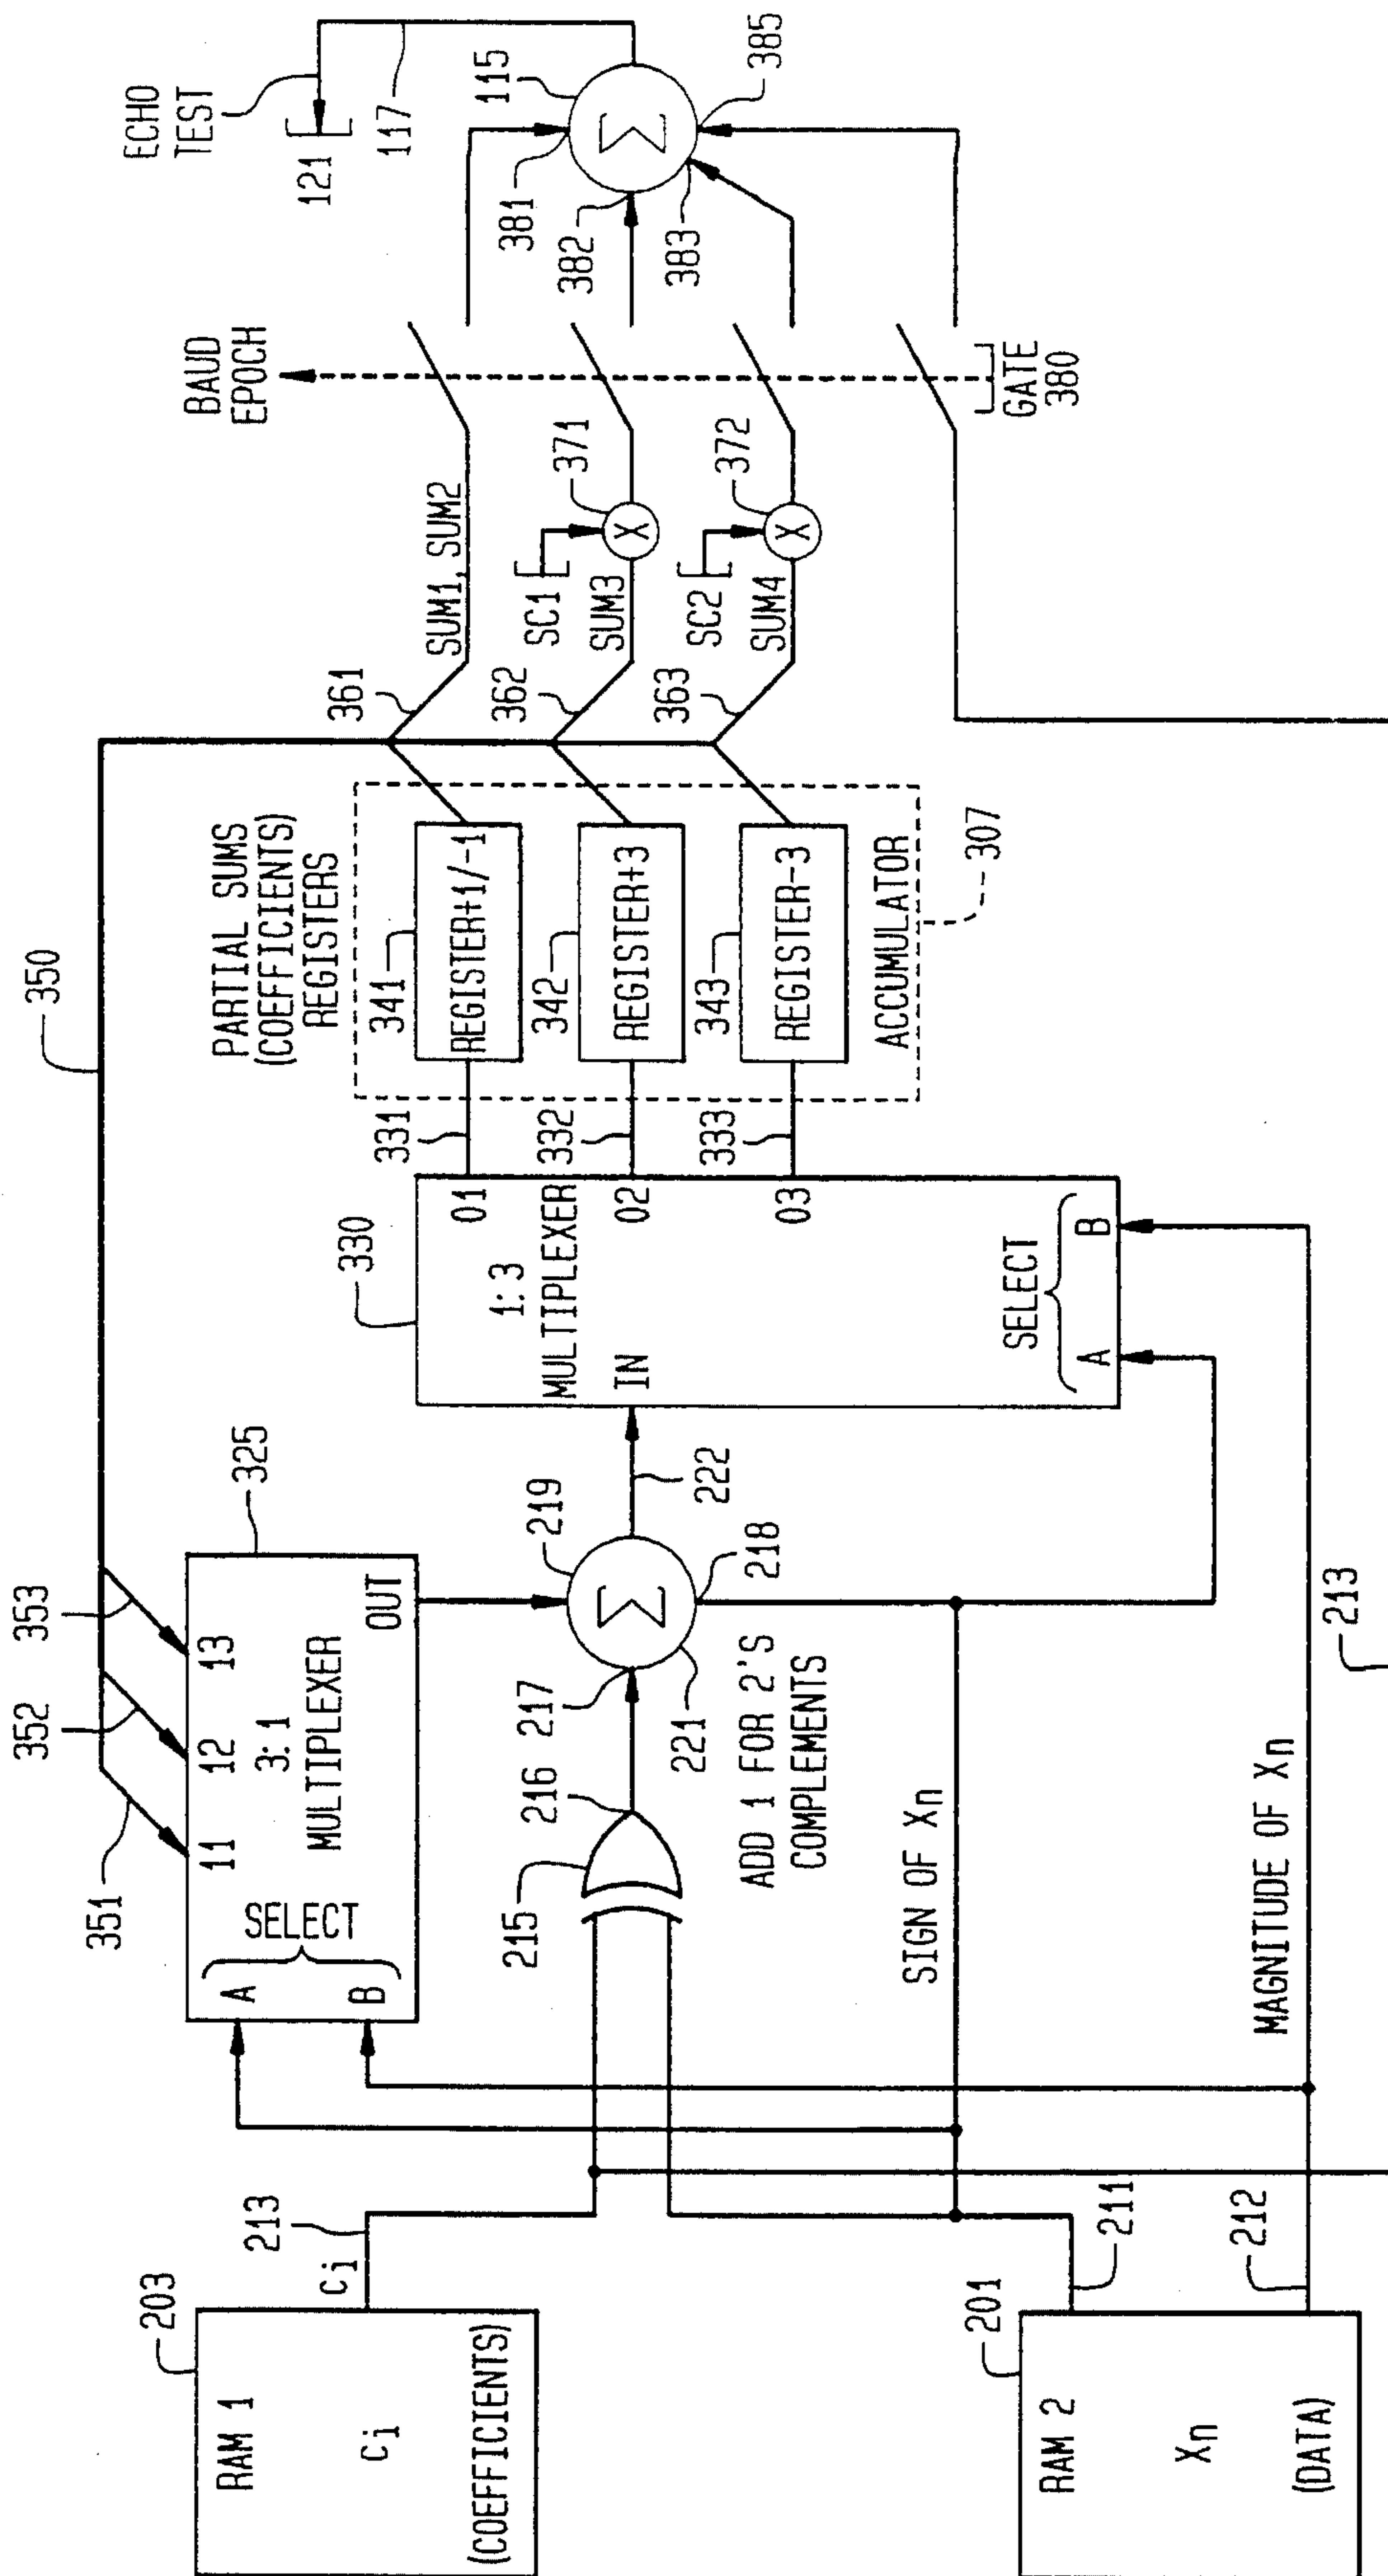 350
353
352
351
11
12
13
325
3:1
MULTIPLEXER
OUT
SELECT
A
B
203
RAM 1
Ci
(COEFFICIENTS)
Ci
213
201
RAM 2
Xn
(DATA)
211
212
215
216
217
219
218
221
222
ADD 1 FOR 2'S
COMPLEMENTS
SIGN OF Xn
MAGNITUDE OF Xn
213
330
1:3
MULTIPLEXER
IN
O1
O2
O3
SELECT
A
B
331
332
333
PARTIAL SUMS
(COEFFICIENTS)
REGISTERS
341
REGISTER+1/-1
342
REGISTER+3
343
REGISTER-3
ACCUMULATOR
307
361
362
363
SUM1, SUM2
SC1
SUM3
X
371
SC2
SUM4
X
372
BAUD
EPOCH
GATE
380
381
382
383
385
Σ
115
117
121
ECHO
TEST
Σ